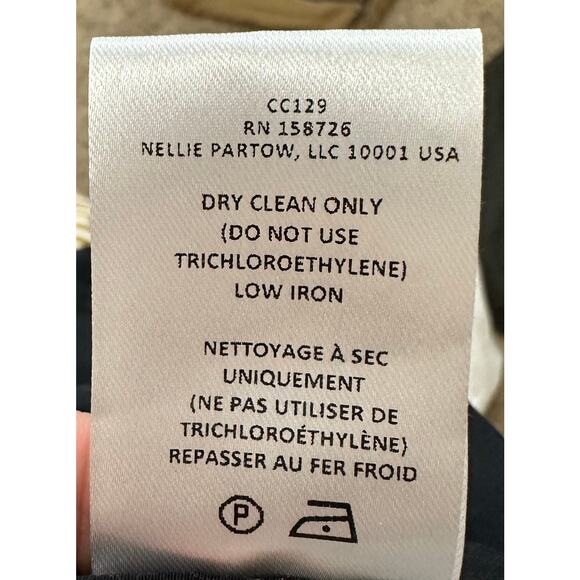 CC129
RN 158726
NELLIE PARTOW, LLC 10001 USA
DRY CLEAN ONLY
(DO NOT USE
TRICHLOROETHYLENE)
LOW IRON
NETTOYAGE À SEC
UNIQUEMENT
(NE PAS UTILISER DE
TRICHLOROÉTHYLÈNE)
REPASSER AU FER FROID
P